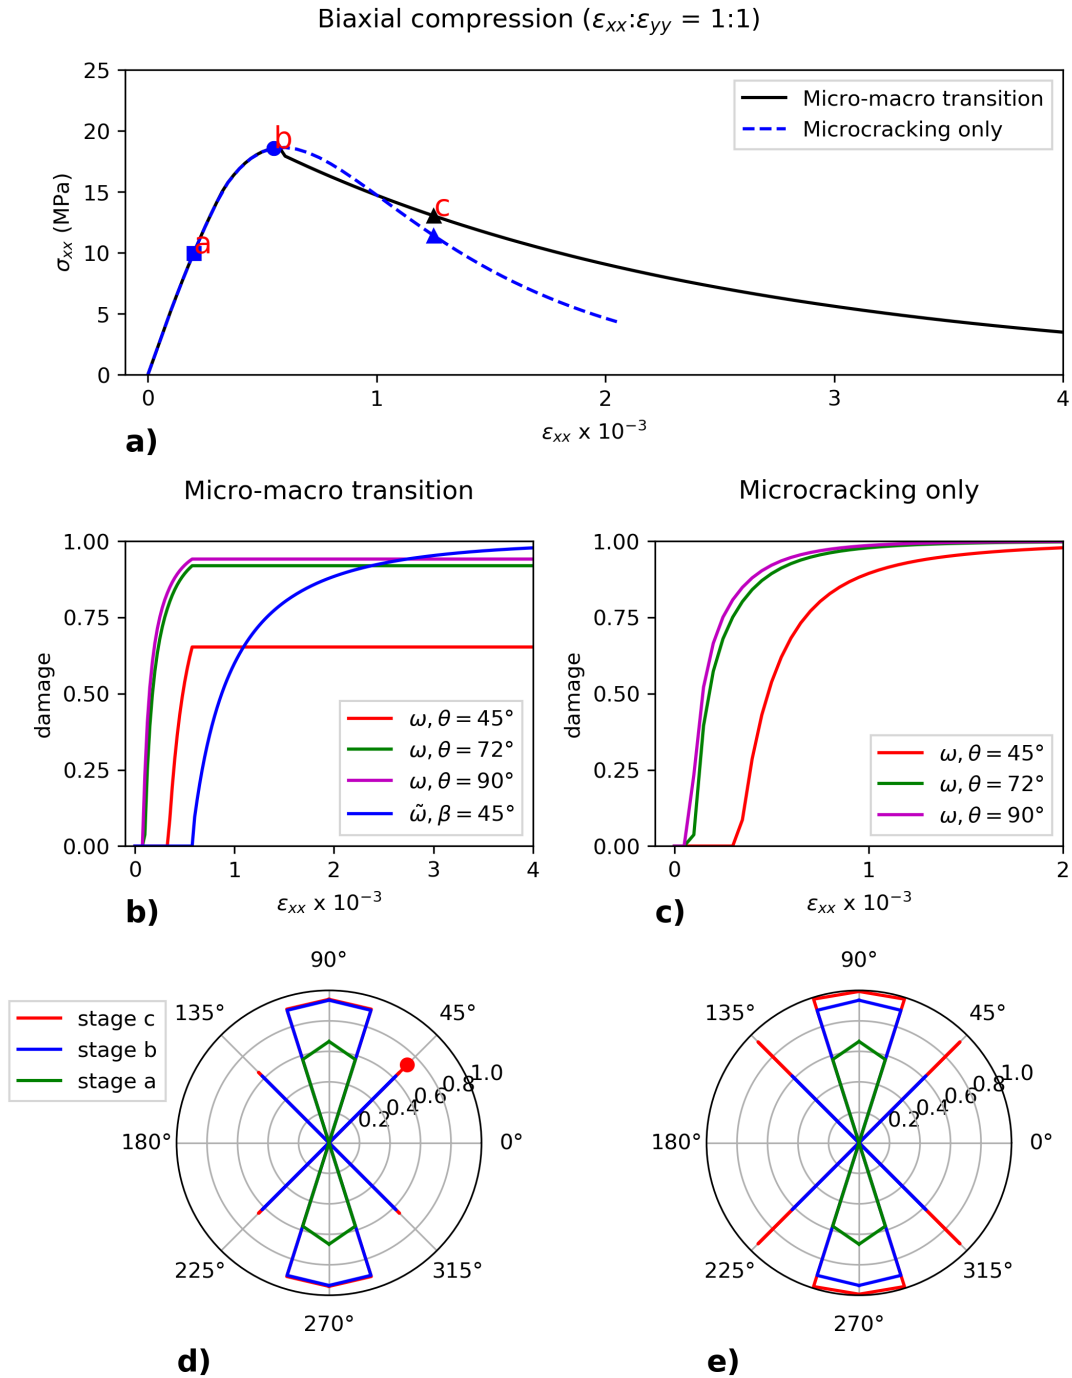 Biaxial compression (εxx:εyy = 1:1)
25
20
15
10
5
0
σxx (MPa)
Micro-macro transition
Microcracking only
a
b
c
0 1 2 3 4
εxx x 10⁻³
a)
Micro-macro transition
1.00
0.75
0.50
0.25
0.00
damage
ω, θ = 45°
ω, θ = 72°
ω, θ = 90°
ω̃, β = 45°
0 1 2 3 4
εxx x 10⁻³
b)
Microcracking only
1.00
0.75
0.50
0.25
0.00
damage
ω, θ = 45°
ω, θ = 72°
ω, θ = 90°
0 1 2
εxx x 10⁻³
c)
stage c
stage b
stage a
90°
135° 45°
180° 0°
225° 315°
270°
0.2 0.4 0.6 0.8 1.0
d)
90°
135° 45°
180° 0°
225° 315°
270°
0.2 0.4 0.6 0.8 1.0
e)